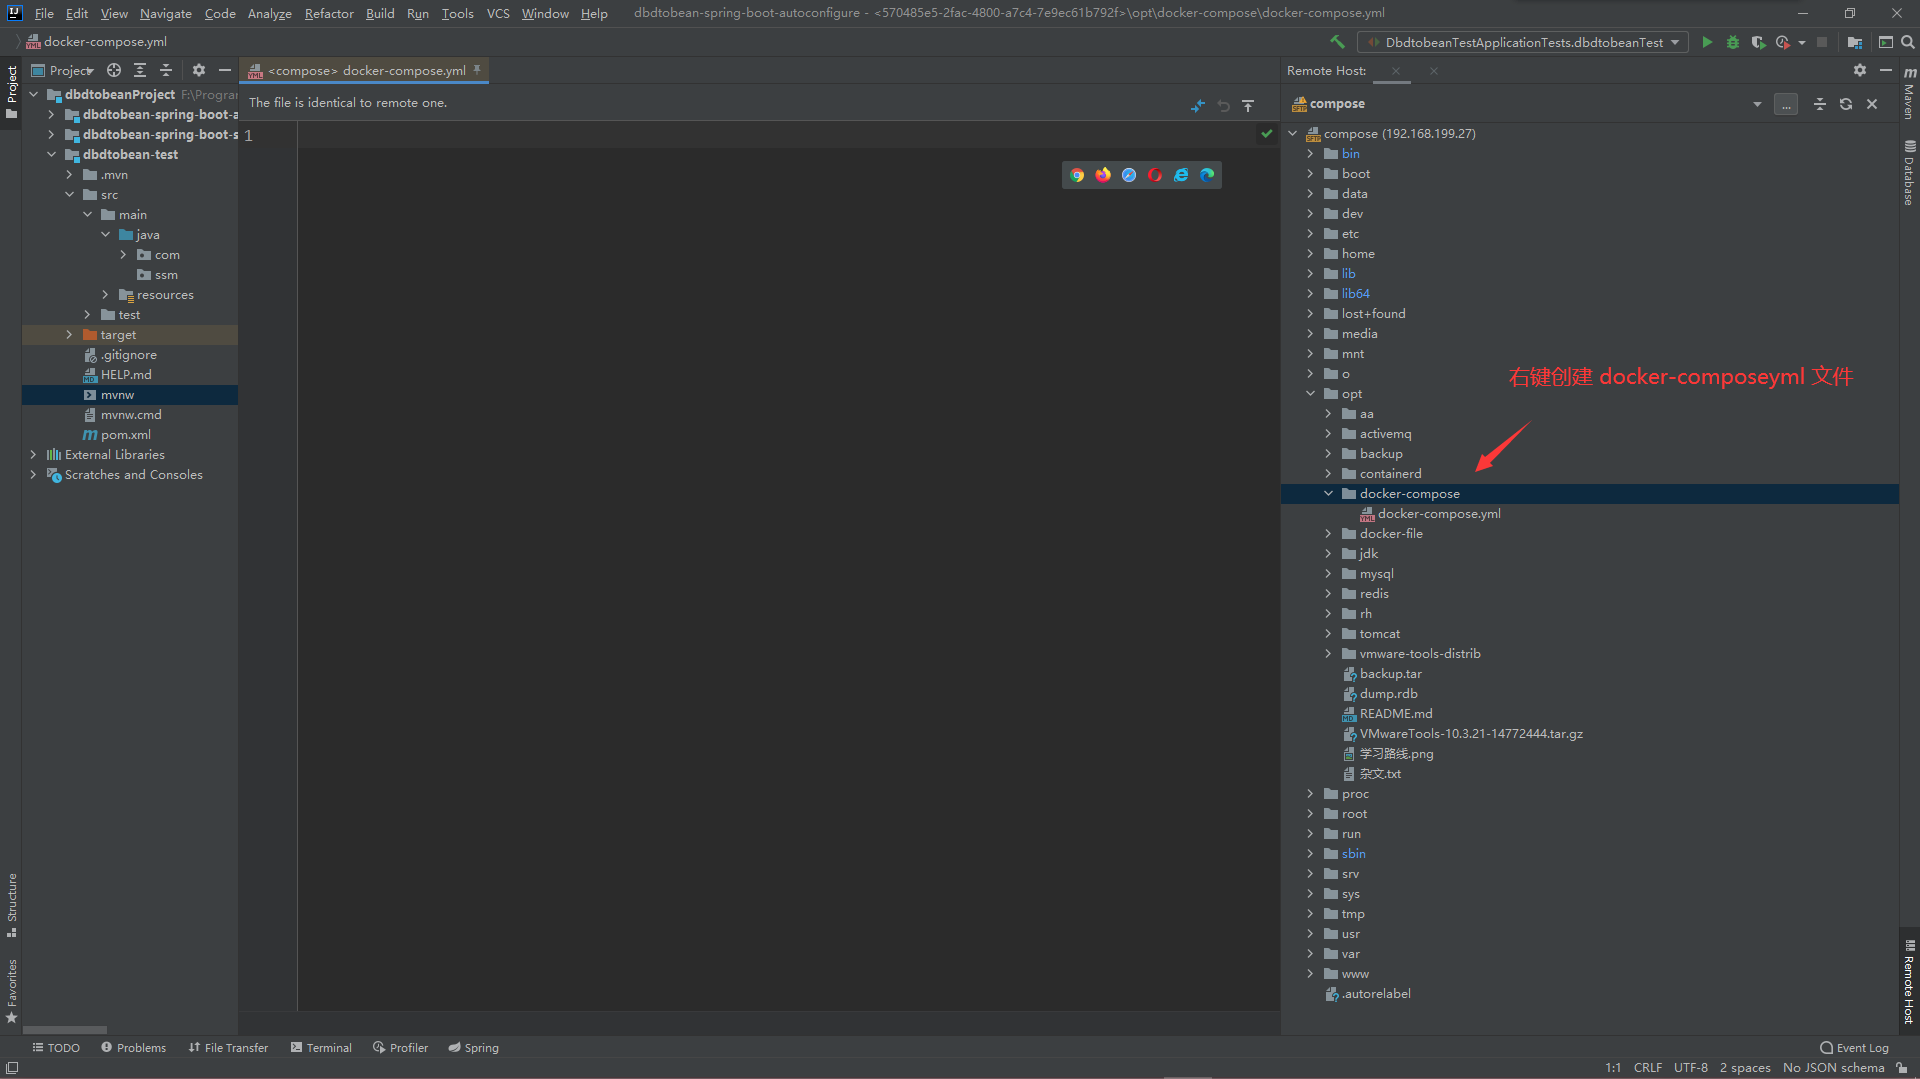 File Edit View Navigate Code Analyze Refactor Build Run Tools VCS Window Help dbdtobean-spring-boot-autoconfigure - <570485e5-2fac-4800-a7c4-7e9ec61b792f>\opt\docker-compose\docker-compose.yml
docker-compose.yml
DbdtobeanTestApplicationTests.dbdtobeanTest
Project
<compose> docker-compose.yml
Remote Host:
The file is identical to remote one.
1
Project
dbdtobeanProject F:\Progra
dbdtobean-spring-boot-a
dbdtobean-spring-boot-s
dbdtobean-test
.mvn
src
main
java
com
ssm
resources
test
target
.gitignore
HELP.md
mvnw
mvnw.cmd
pom.xml
External Libraries
Scratches and Consoles
Structure
Favorites
compose
...
compose (192.168.199.27)
bin
boot
data
dev
etc
home
lib
lib64
lost+found
media
mnt
o
opt
aa
activemq
backup
containerd
docker-compose
docker-compose.yml
docker-file
jdk
mysql
redis
rh
tomcat
vmware-tools-distrib
backup.tar
dump.rdb
README.md
VMwareTools-10.3.21-14772444.tar.gz
学习路线.png
杂文.txt
proc
root
run
sbin
srv
sys
tmp
usr
var
www
.autorelabel
右键创建 docker-composeyml 文件
Maven
Database
Remote Host
TODO Problems File Transfer Terminal Profiler Spring Event Log
1:1 CRLF UTF-8 2 spaces No JSON schema